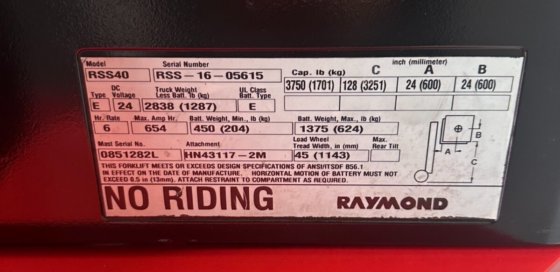 Model Serial Number inch (millimeter)
RSS40 RSS-16-05615 Cap. lb (kg) C A B
3750 (1701) 128 (3251) 24 (600) 24 (600)
Type DC Voltage Truck Weight Less Batt. lb (kg) UL Class Batt. Type
E 24 2838 (1287) E
Hr. Rate Max. Amp Hr. Batt. Weight, Min., lb (kg) Batt. Weight, Max., lb (kg)
6 654 450 (204) 1375 (624)
Mast Serial No. Attachment Load Wheel Tread Width, in (mm) Max. Rear Tilt
0851282L HN43117-2M 45 (1143)
B
A
C
THIS FORKLIFT MEETS OR EXCEEDS DESIGN SPECIFICATIONS OF ANSI/ITSDF B56.1
IN EFFECT ON THE DATE OF MANUFACTURE. HORIZONTAL MOTION OF BATTERY MUST NOT
EXCEED 0.5 in (13mm). ATTACH RESTRAINT TO COMPARTMENT AS REQUIRED.
NO RIDING RAYMOND